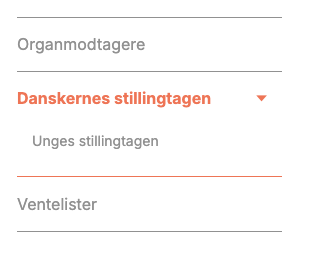 Organmodtagere
Danskernes stillingtagen
Unges stillingtagen
Ventelister